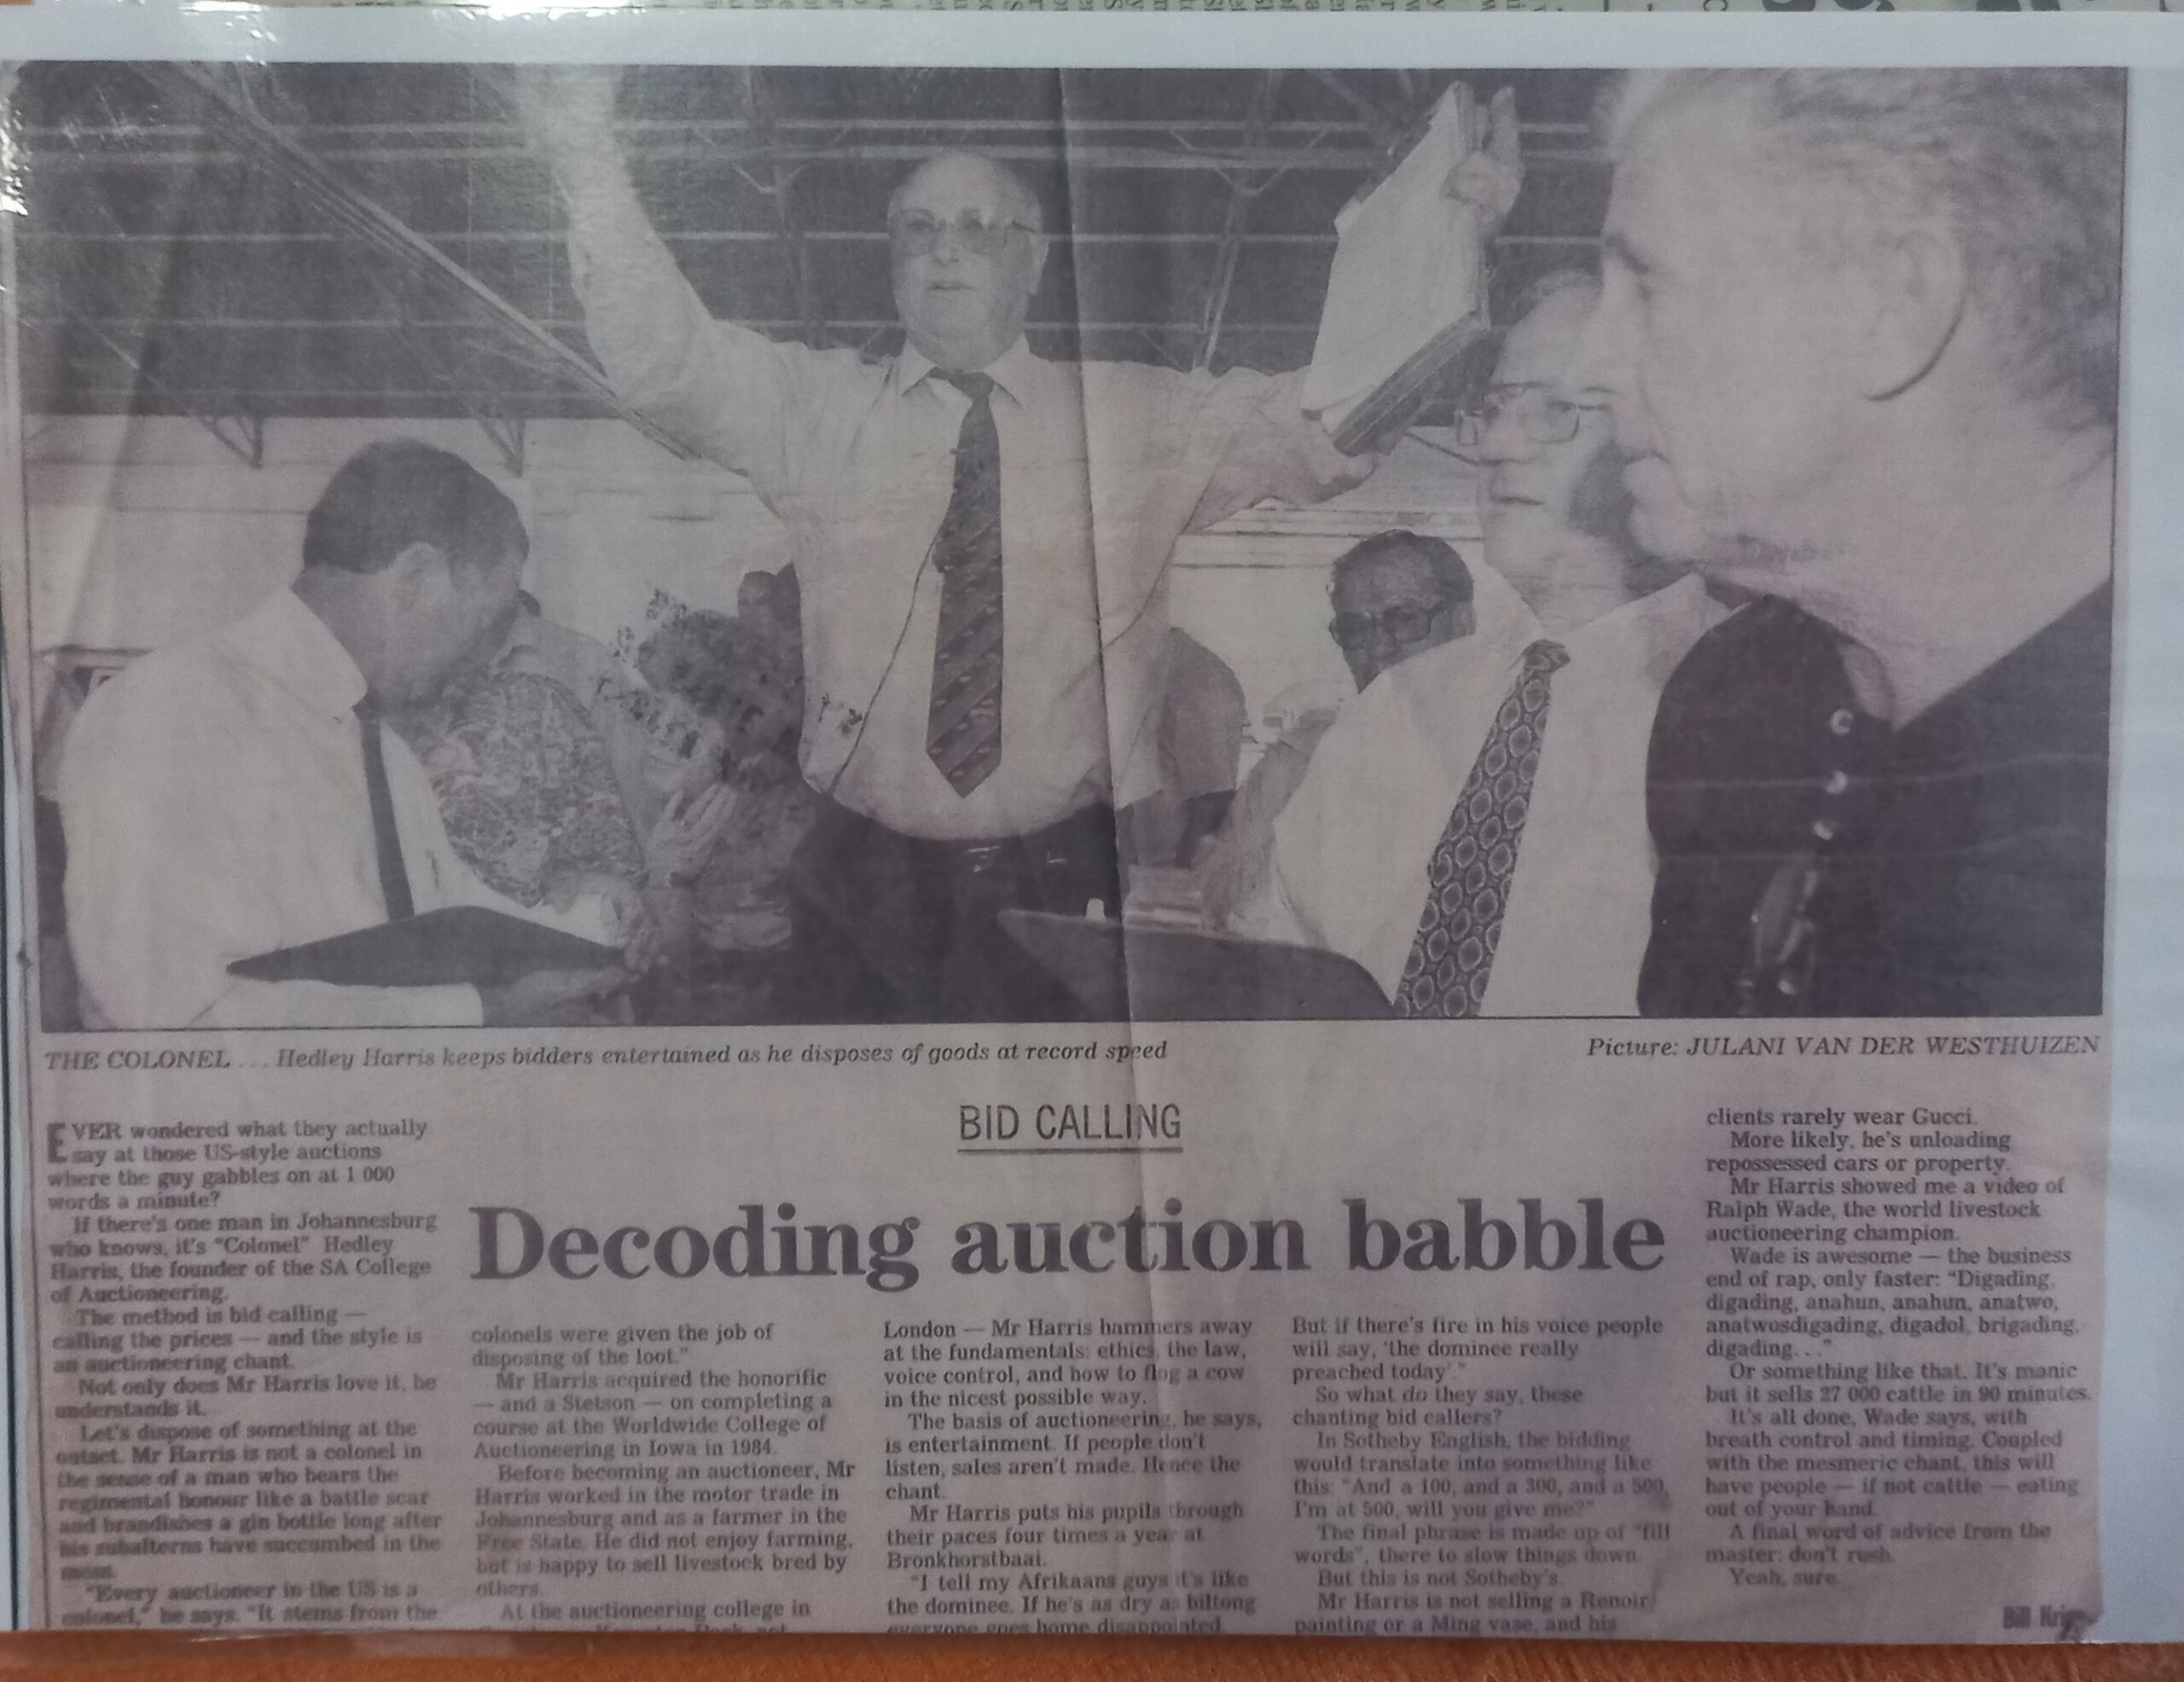 THE COLONEL . . . Hedley Harris keeps bidders entertained as he disposes of goods at record speed
Picture: JULANI VAN DER WESTHUIZEN
BID CALLING
Decoding auction babble
EVER wondered what they actually
say at those US-style auctions
where the guy gabbles on at 1 000
words a minute?
If there's one man in Johannesburg
who knows, it's "Colonel" Hedley
Harris, the founder of the SA College
of Auctioneering.
The method is bid calling —
calling the prices — and the style is
an auctioneering chant.
Not only does Mr Harris love it, he
understands it.
Let's dispose of something at the
outset. Mr Harris is not a colonel in
the sense of a man who bears the
regimental honour like a battle scar
and brandishes a gin bottle long after
his subalterns have succumbed in the
mess.
"Every auctioneer in the US is a
colonel," he says. "It stems from the
colonels were given the job of
disposing of the loot."
Mr Harris acquired the honorific
— and a Stetson — on completing a
course at the Worldwide College of
Auctioneering in Iowa in 1984.
Before becoming an auctioneer, Mr
Harris worked in the motor trade in
Johannesburg and as a farmer in the
Free State. He did not enjoy farming,
but is happy to sell livestock bred by
others.
At the auctioneering college in
London — Mr Harris hammers away
at the fundamentals: ethics, the law,
voice control, and how to flog a cow
in the nicest possible way.
The basis of auctioneering, he says,
is entertainment. If people don't
listen, sales aren't made. Hence the
chant.
Mr Harris puts his pupils through
their paces four times a year at
Bronkhorstbaai.
"I tell my Afrikaans guys it's like
the dominee. If he's as dry as biltong
everyone goes home disappointed.
But if there's fire in his voice people
will say, 'the dominee really
preached today'."
So what do they say, these
chanting bid callers?
In Sotheby English, the bidding
would translate into something like
this: "And a 100, and a 300, and a 500,
I'm at 500, will you give me?"
The final phrase is made up of "fill
words", there to slow things down.
But this is not Sotheby's.
Mr Harris is not selling a Renoir
painting or a Ming vase, and his
clients rarely wear Gucci.
More likely, he's unloading
repossessed cars or property.
Mr Harris showed me a video of
Ralph Wade, the world livestock
auctioneering champion.
Wade is awesome — the business
end of rap, only faster: "Digading,
digading, anahun, anahun, anatwo,
anatwosdigading, digadol, brigading,
digading. . ."
Or something like that. It's manic
but it sells 27 000 cattle in 90 minutes.
It's all done, Wade says, with
breath control and timing. Coupled
with the mesmeric chant, this will
have people — if not cattle — eating
out of your hand.
A final word of advice from the
master: don't rush.
Yeah, sure.
Bill